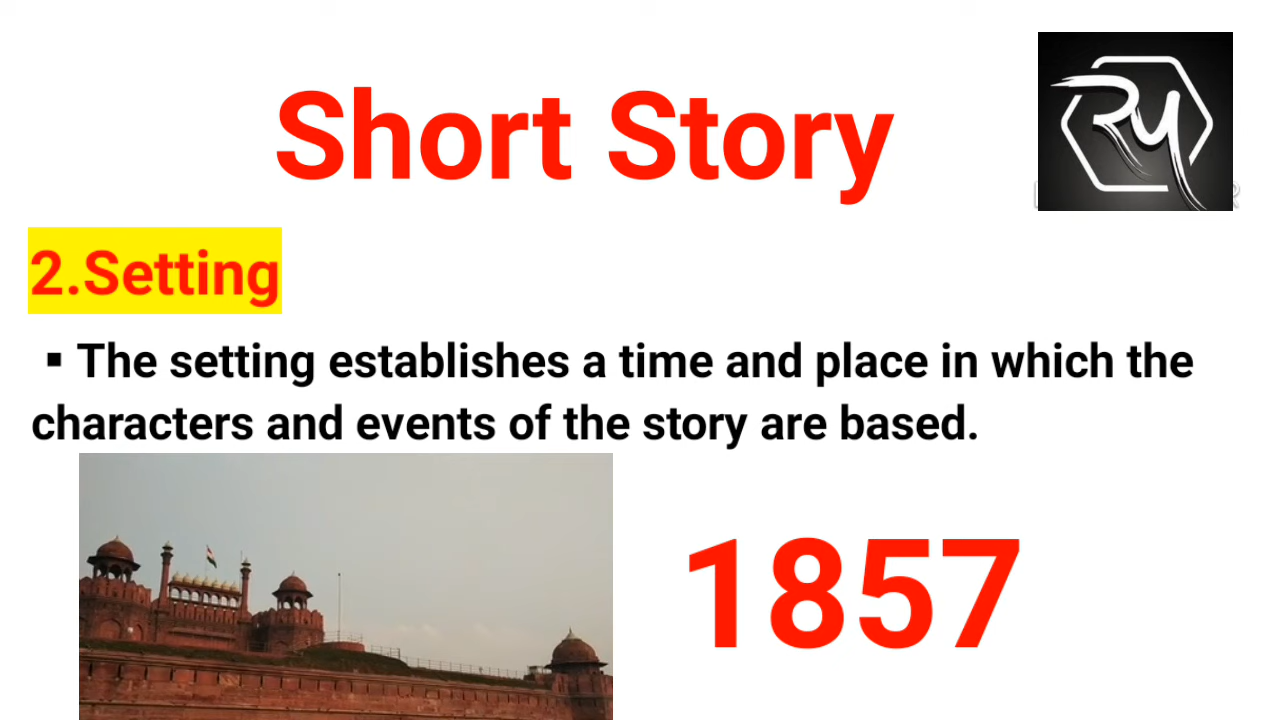 Short Story
RY
2.Setting
▪ The setting establishes a time and place in which the
characters and events of the story are based.
1857